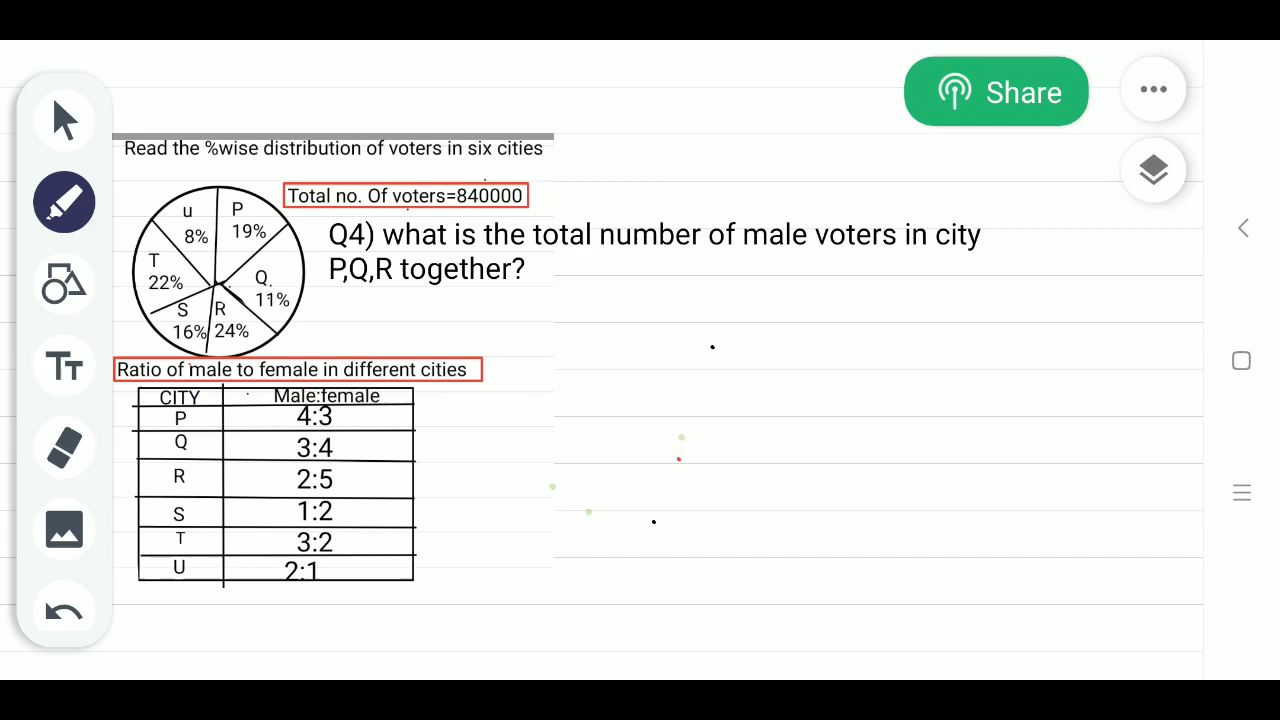 Share
Read the %wise distribution of voters in six cities
Total no. Of voters=840000
u
8%
P
19%
T
22%
Q.
11%
S
16%
R
24%
Q4) what is the total number of male voters in city
P,Q,R together?
Ratio of male to female in different cities
CITY Male:female
P 4:3
Q 3:4
R 2:5
S 1:2
T 3:2
U 2:1
TT